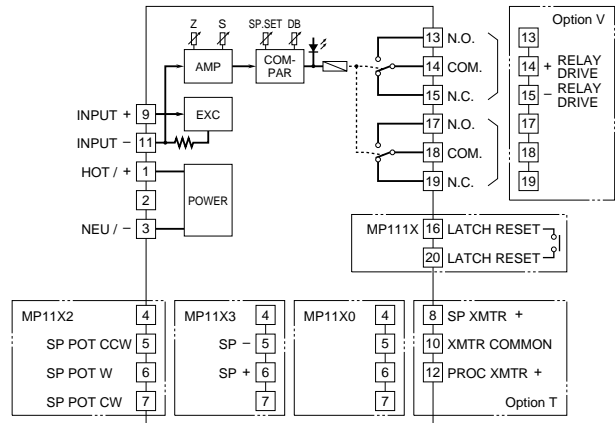 Z S SP.SET DB
AMP
COM-
PAR
EXC
POWER
INPUT + 9
INPUT − 11
HOT / + 1
2
NEU / − 3
13 N.O.
14 COM.
15 N.C.
17 N.O.
18 COM.
19 N.C.
Option V
13
14 + RELAY
DRIVE
15 − RELAY
DRIVE
17
18
19
MP111X 16 LATCH RESET
20 LATCH RESET
MP11X2 4
SP POT CCW 5
SP POT W 6
SP POT CW 7
MP11X3 4
SP − 5
SP + 6
7
MP11X0 4
5
6
7
8 SP XMTR +
10 XMTR COMMON
12 PROC XMTR +
Option T